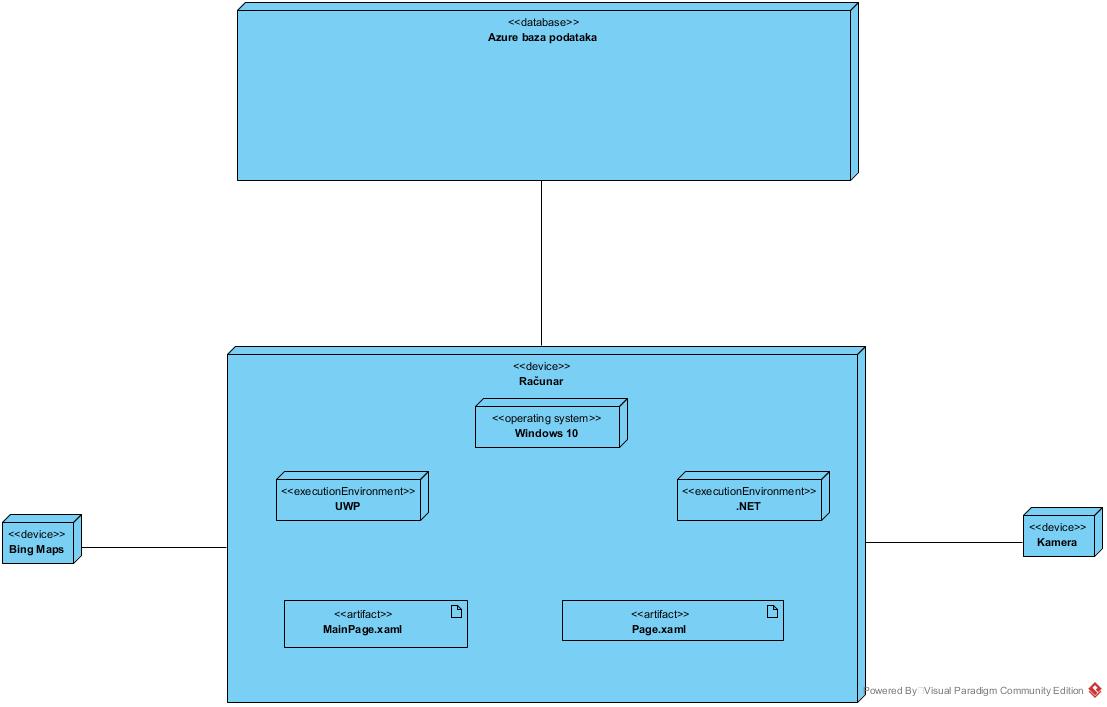 <<database>>
Azure baza podataka
<<device>>
Računar
<<operating system>>
Windows 10
<<executionEnvironment>>
UWP
<<executionEnvironment>>
.NET
<<device>>
Bing Maps
<<device>>
Kamera
<<artifact>>
MainPage.xaml
<<artifact>>
Page.xaml
Powered By Visual Paradigm Community Edition